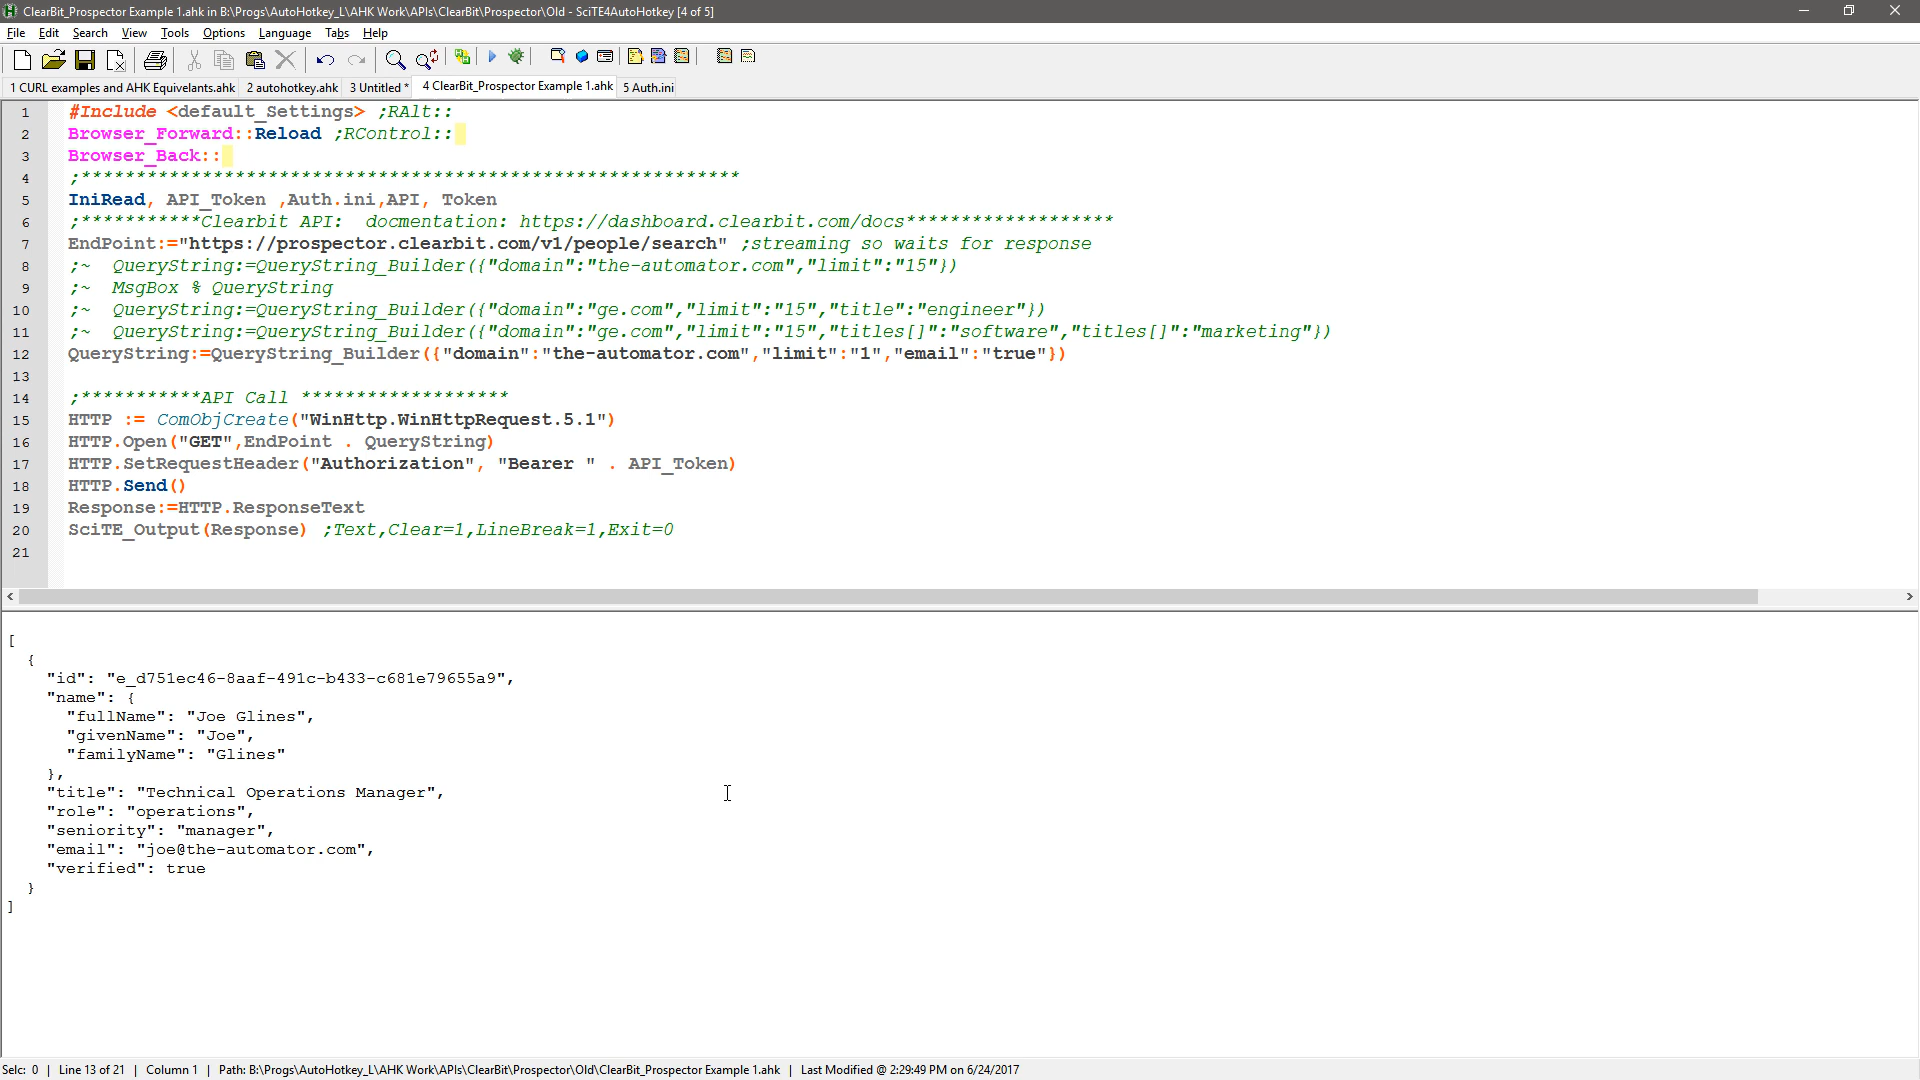 ClearBit_Prospector Example 1.ahk in B:\Progs\AutoHotkey_L\AHK Work\APIs\ClearBit\Prospector\Old - SciTE4AutoHotkey [4 of 5]
File Edit Search View Tools Options Language Tabs Help
1 CURL examples and AHK Equivelants.ahk 2 autohotkey.ahk 3 Untitled * 4 ClearBit_Prospector Example 1.ahk 5 Auth.ini
1 #Include <default_Settings> ;RAlt::
2 Browser_Forward::Reload ;RControl::
3 Browser_Back::
4 ;************************************************************
5 IniRead, API_Token ,Auth.ini,API, Token
6 ;***********Clearbit API:  docmentation: https://dashboard.clearbit.com/docs*******************
7 EndPoint:="https://prospector.clearbit.com/v1/people/search" ;streaming so waits for response
8 ;~  QueryString:=QueryString_Builder({"domain":"the-automator.com","limit":"15"})
9 ;~  MsgBox % QueryString
10 ;~  QueryString:=QueryString_Builder({"domain":"ge.com","limit":"15","title":"engineer"})
11 ;~  QueryString:=QueryString_Builder({"domain":"ge.com","limit":"15","titles[]":"software","titles[]":"marketing"})
12 QueryString:=QueryString_Builder({"domain":"the-automator.com","limit":"1","email":"true"})
13
14 ;***********API Call *******************
15 HTTP := ComObjCreate("WinHttp.WinHttpRequest.5.1")
16 HTTP.Open("GET",EndPoint . QueryString)
17 HTTP.SetRequestHeader("Authorization", "Bearer " . API_Token)
18 HTTP.Send()
19 Response:=HTTP.ResponseText
20 SciTE_Output(Response) ;Text,Clear=1,LineBreak=1,Exit=0
21
[
{
"id": "e_d751ec46-8aaf-491c-b433-c681e79655a9",
"name": {
"fullName": "Joe Glines",
"givenName": "Joe",
"familyName": "Glines"
},
"title": "Technical Operations Manager",
"role": "operations",
"seniority": "manager",
"email": "joe@the-automator.com",
"verified": true
}
]
Selc: 0 | Line 13 of 21 | Column 1 | Path: B:\Progs\AutoHotkey_L\AHK Work\APIs\ClearBit\Prospector\Old\ClearBit_Prospector Example 1.ahk | Last Modified @ 2:29:49 PM on 6/24/2017